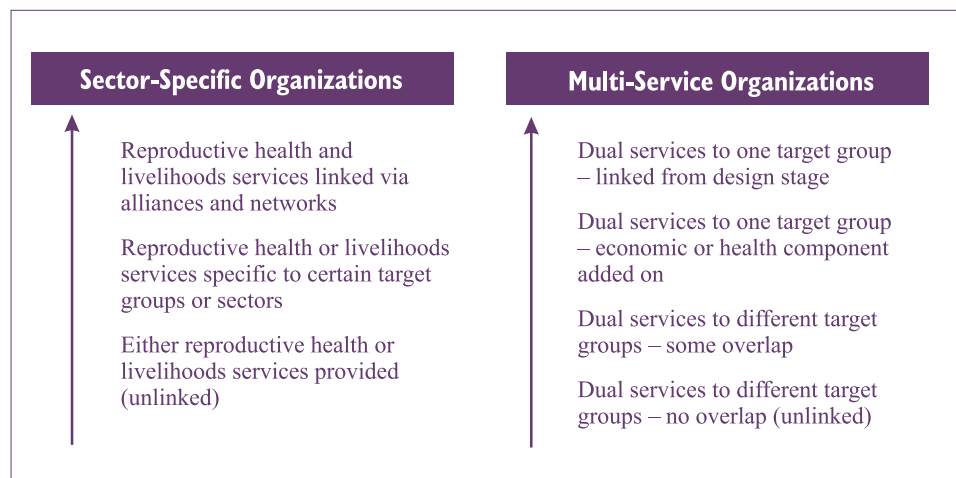 Sector-Specific Organizations
Reproductive health and
livelihoods services linked via
alliances and networks
Reproductive health or livelihoods
services specific to certain target
groups or sectors
Either reproductive health or
livelihoods services provided
(unlinked)
Multi-Service Organizations
Dual services to one target group
– linked from design stage
Dual services to one target group
– economic or health component
added on
Dual services to different target
groups – some overlap
Dual services to different target
groups – no overlap (unlinked)